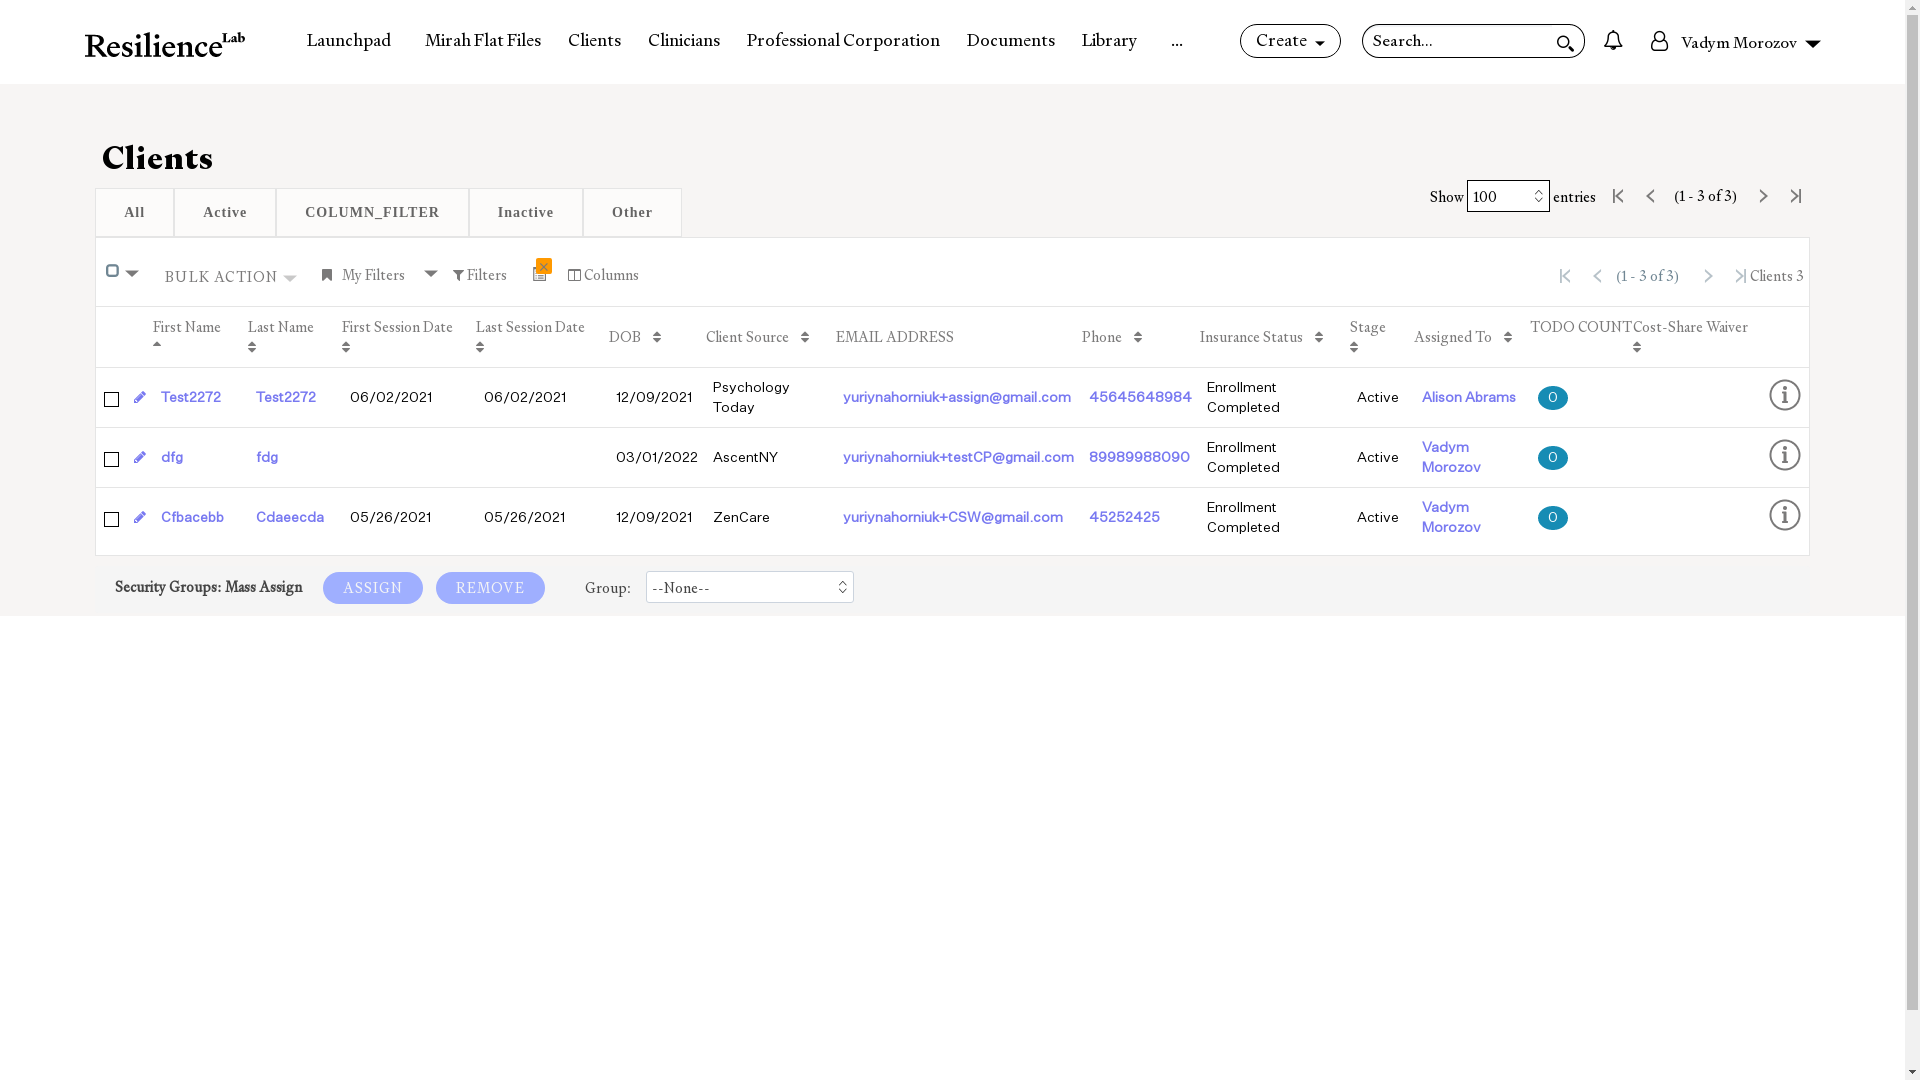 ResilienceLab Launchpad Mirah Flat Files Clients Clinicians Professional Corporation Documents Library ... Create Search... Vadym Morozov
Clients
Show 100 entries (1 - 3 of 3)
All Active COLUMN_FILTER Inactive Other
BULK ACTION My Filters Filters Columns (1 - 3 of 3) Clients 3
First Name Last Name First Session Date Last Session Date DOB Client Source EMAIL ADDRESS Phone Insurance Status Stage Assigned To TODO COUNT Cost-Share Waiver
Test2272 Test2272 06/02/2021 06/02/2021 12/09/2021 Psychology Today yuriynahorniuk+assign@gmail.com 45645648984 Enrollment Completed Active Alison Abrams 0
dfg fdg 03/01/2022 AscentNY yuriynahorniuk+testCP@gmail.com 89989988090 Enrollment Completed Active Vadym Morozov 0
Cfbacebb Cdaeecda 05/26/2021 05/26/2021 12/09/2021 ZenCare yuriynahorniuk+CSW@gmail.com 45252425 Enrollment Completed Active Vadym Morozov 0
Security Groups: Mass Assign ASSIGN REMOVE Group: --None--